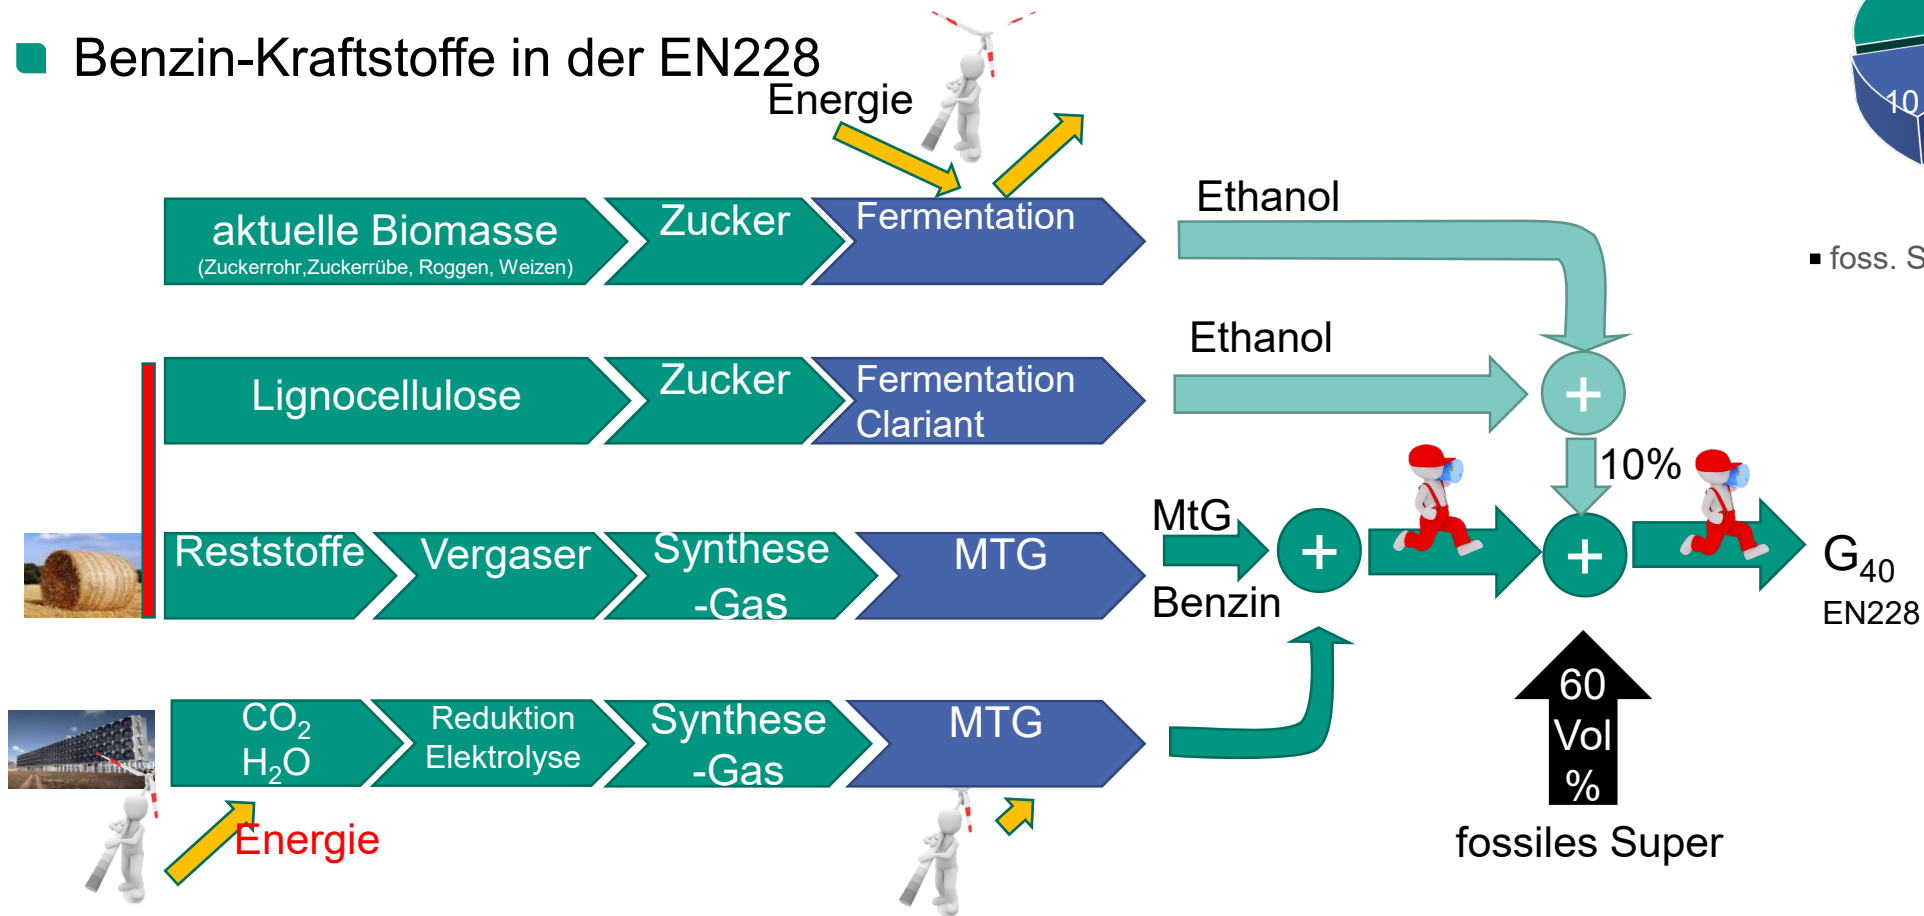 Benzin-Kraftstoffe in der EN228
Energie
10
aktuelle Biomasse
(Zuckerrohr,Zuckerrübe, Roggen, Weizen)
Zucker
Fermentation
Ethanol
foss. S
Lignocellulose
Zucker
Fermentation
Clariant
Ethanol
+
10%
Reststoffe
Vergaser
Synthese
-Gas
MTG
MtG
Benzin
+
+
G₄₀
EN228
CO₂
H₂O
Reduktion
Elektrolyse
Synthese
-Gas
MTG
Energie
60
Vol
%
fossiles Super